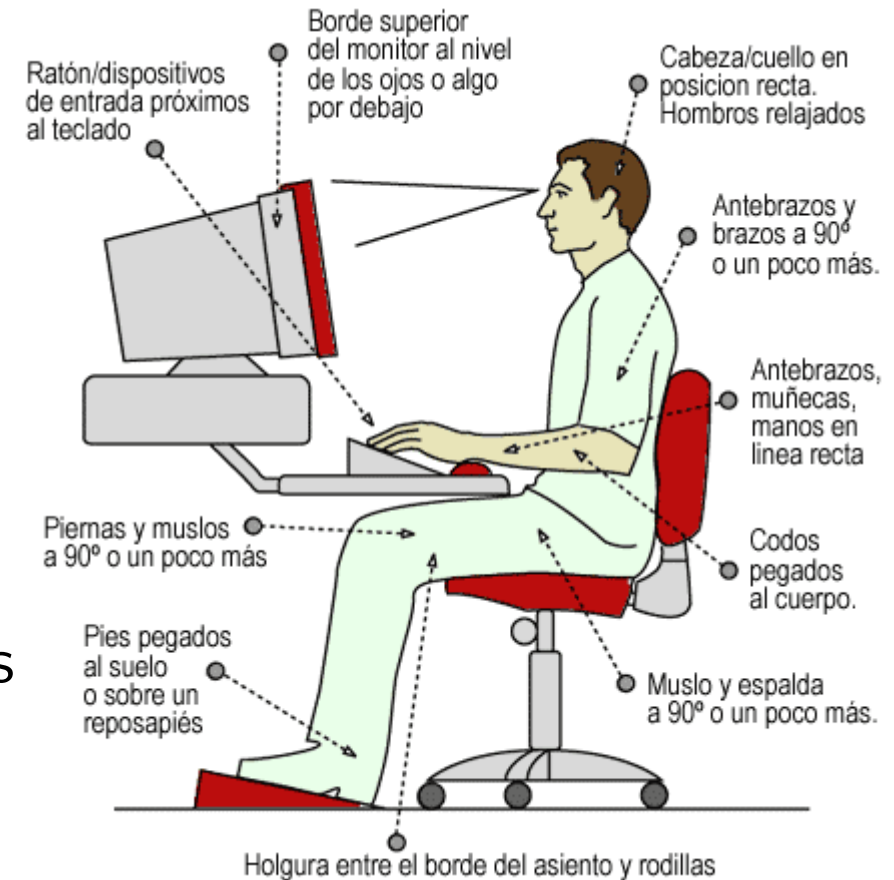 Borde superior
del monitor al nivel
de los ojos o algo
por debajo
Ratón/dispositivos
de entrada próximos
al teclado
Cabeza/cuello en
posicion recta.
Hombros relajados
Antebrazos y
brazos a 90º
o un poco más.
Antebrazos,
muñecas,
manos en
linea recta
Piernas y muslos
a 90º o un poco más
Codos
pegados
al cuerpo.
Pies pegados
al suelo
o sobre un
reposapiés
s
Muslo y espalda
a 90º o un poco más.
Holgura entre el borde del asiento y rodillas